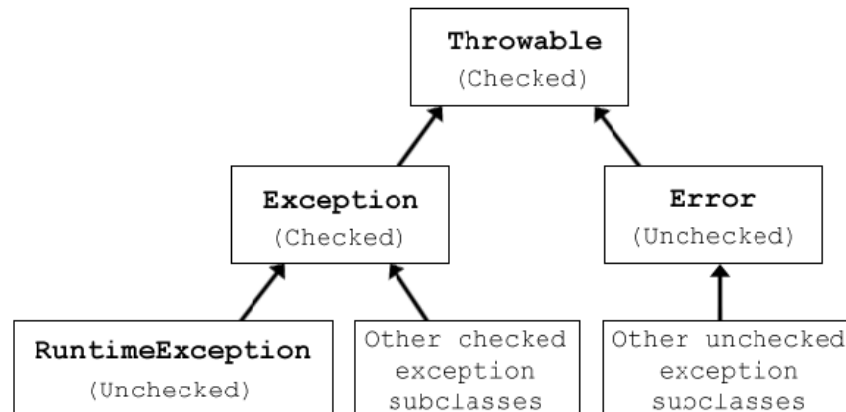 Throwable
(Checked)
Exception
(Checked)
Error
(Unchecked)
RuntimeException
(Unchecked)
Other checked
exception
subclasses
Other unchecked
exception
subclasses